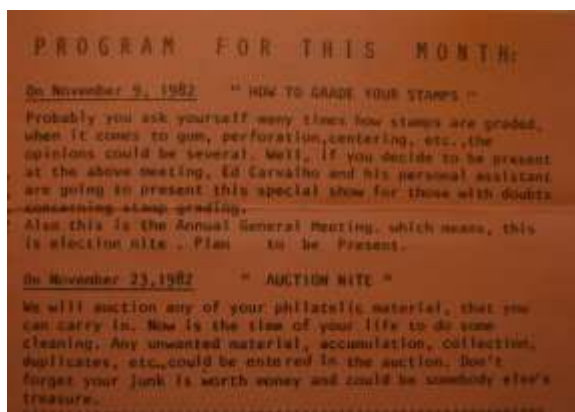 PROGRAM FOR THIS MONTH:
On November 9, 1982 " HOW TO GRADE YOUR STAMPS "
Probably you ask yourself many times how stamps are graded,
when it comes to gum, perforation,centering, etc.,the
opinions could be several. Well, if you decide to be present
at the above meeting, Ed Carvalho and his personal assistant
are going to present this special show for those with doubts
concerning stamp grading.
Also this is the Annual General Meeting. which means, this
is election nite . Plan to be Present.
On November 23,1982 " AUCTION NITE "
We will auction any of your philatelic material, that you
can carry in. Now is the time of your life to do some
cleaning. Any unwanted material, accumulation, collection,
duplicates, etc.,could be entered in the auction. Don't
forget your junk is worth money and could be somebody else's
treasure.